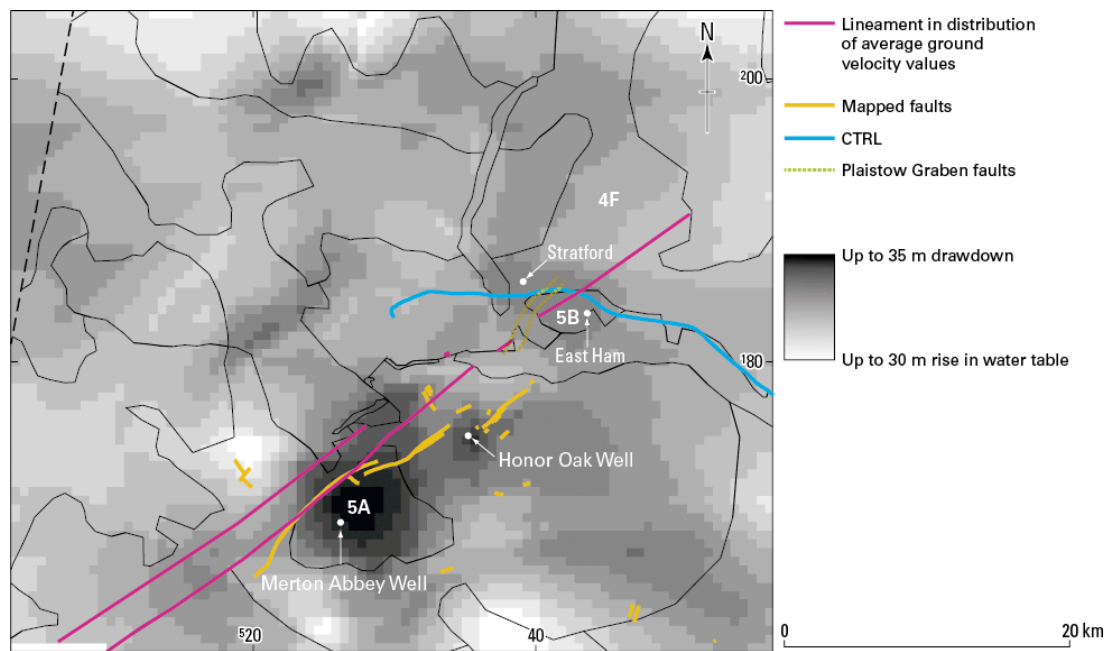 N
200
4F
Stratford
5B
East Ham
180
Honor Oak Well
5A
Merton Abbey Well
520
40
Lineament in distribution
of average ground
velocity values
Mapped faults
CTRL
Plaistow Graben faults
Up to 35 m drawdown
Up to 30 m rise in water table
0
20 km